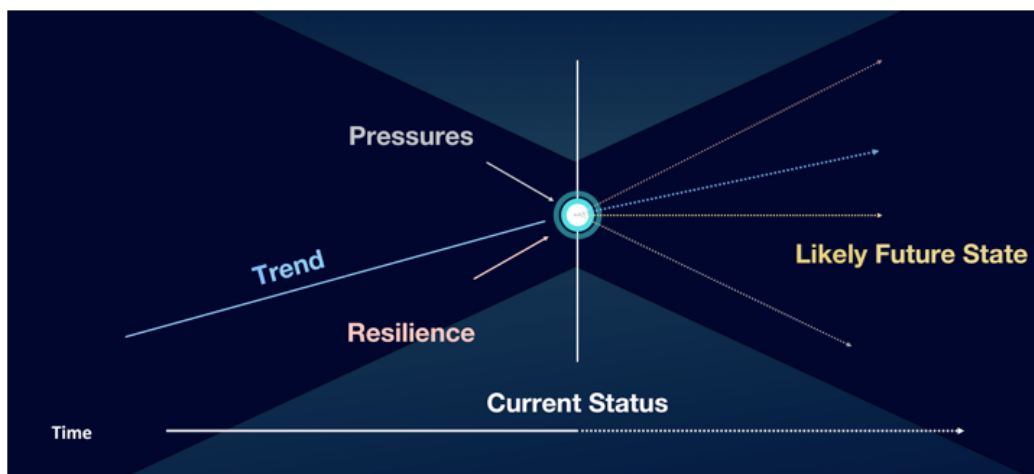 Pressures
Trend
Likely Future State
Resilience
Current Status
Time